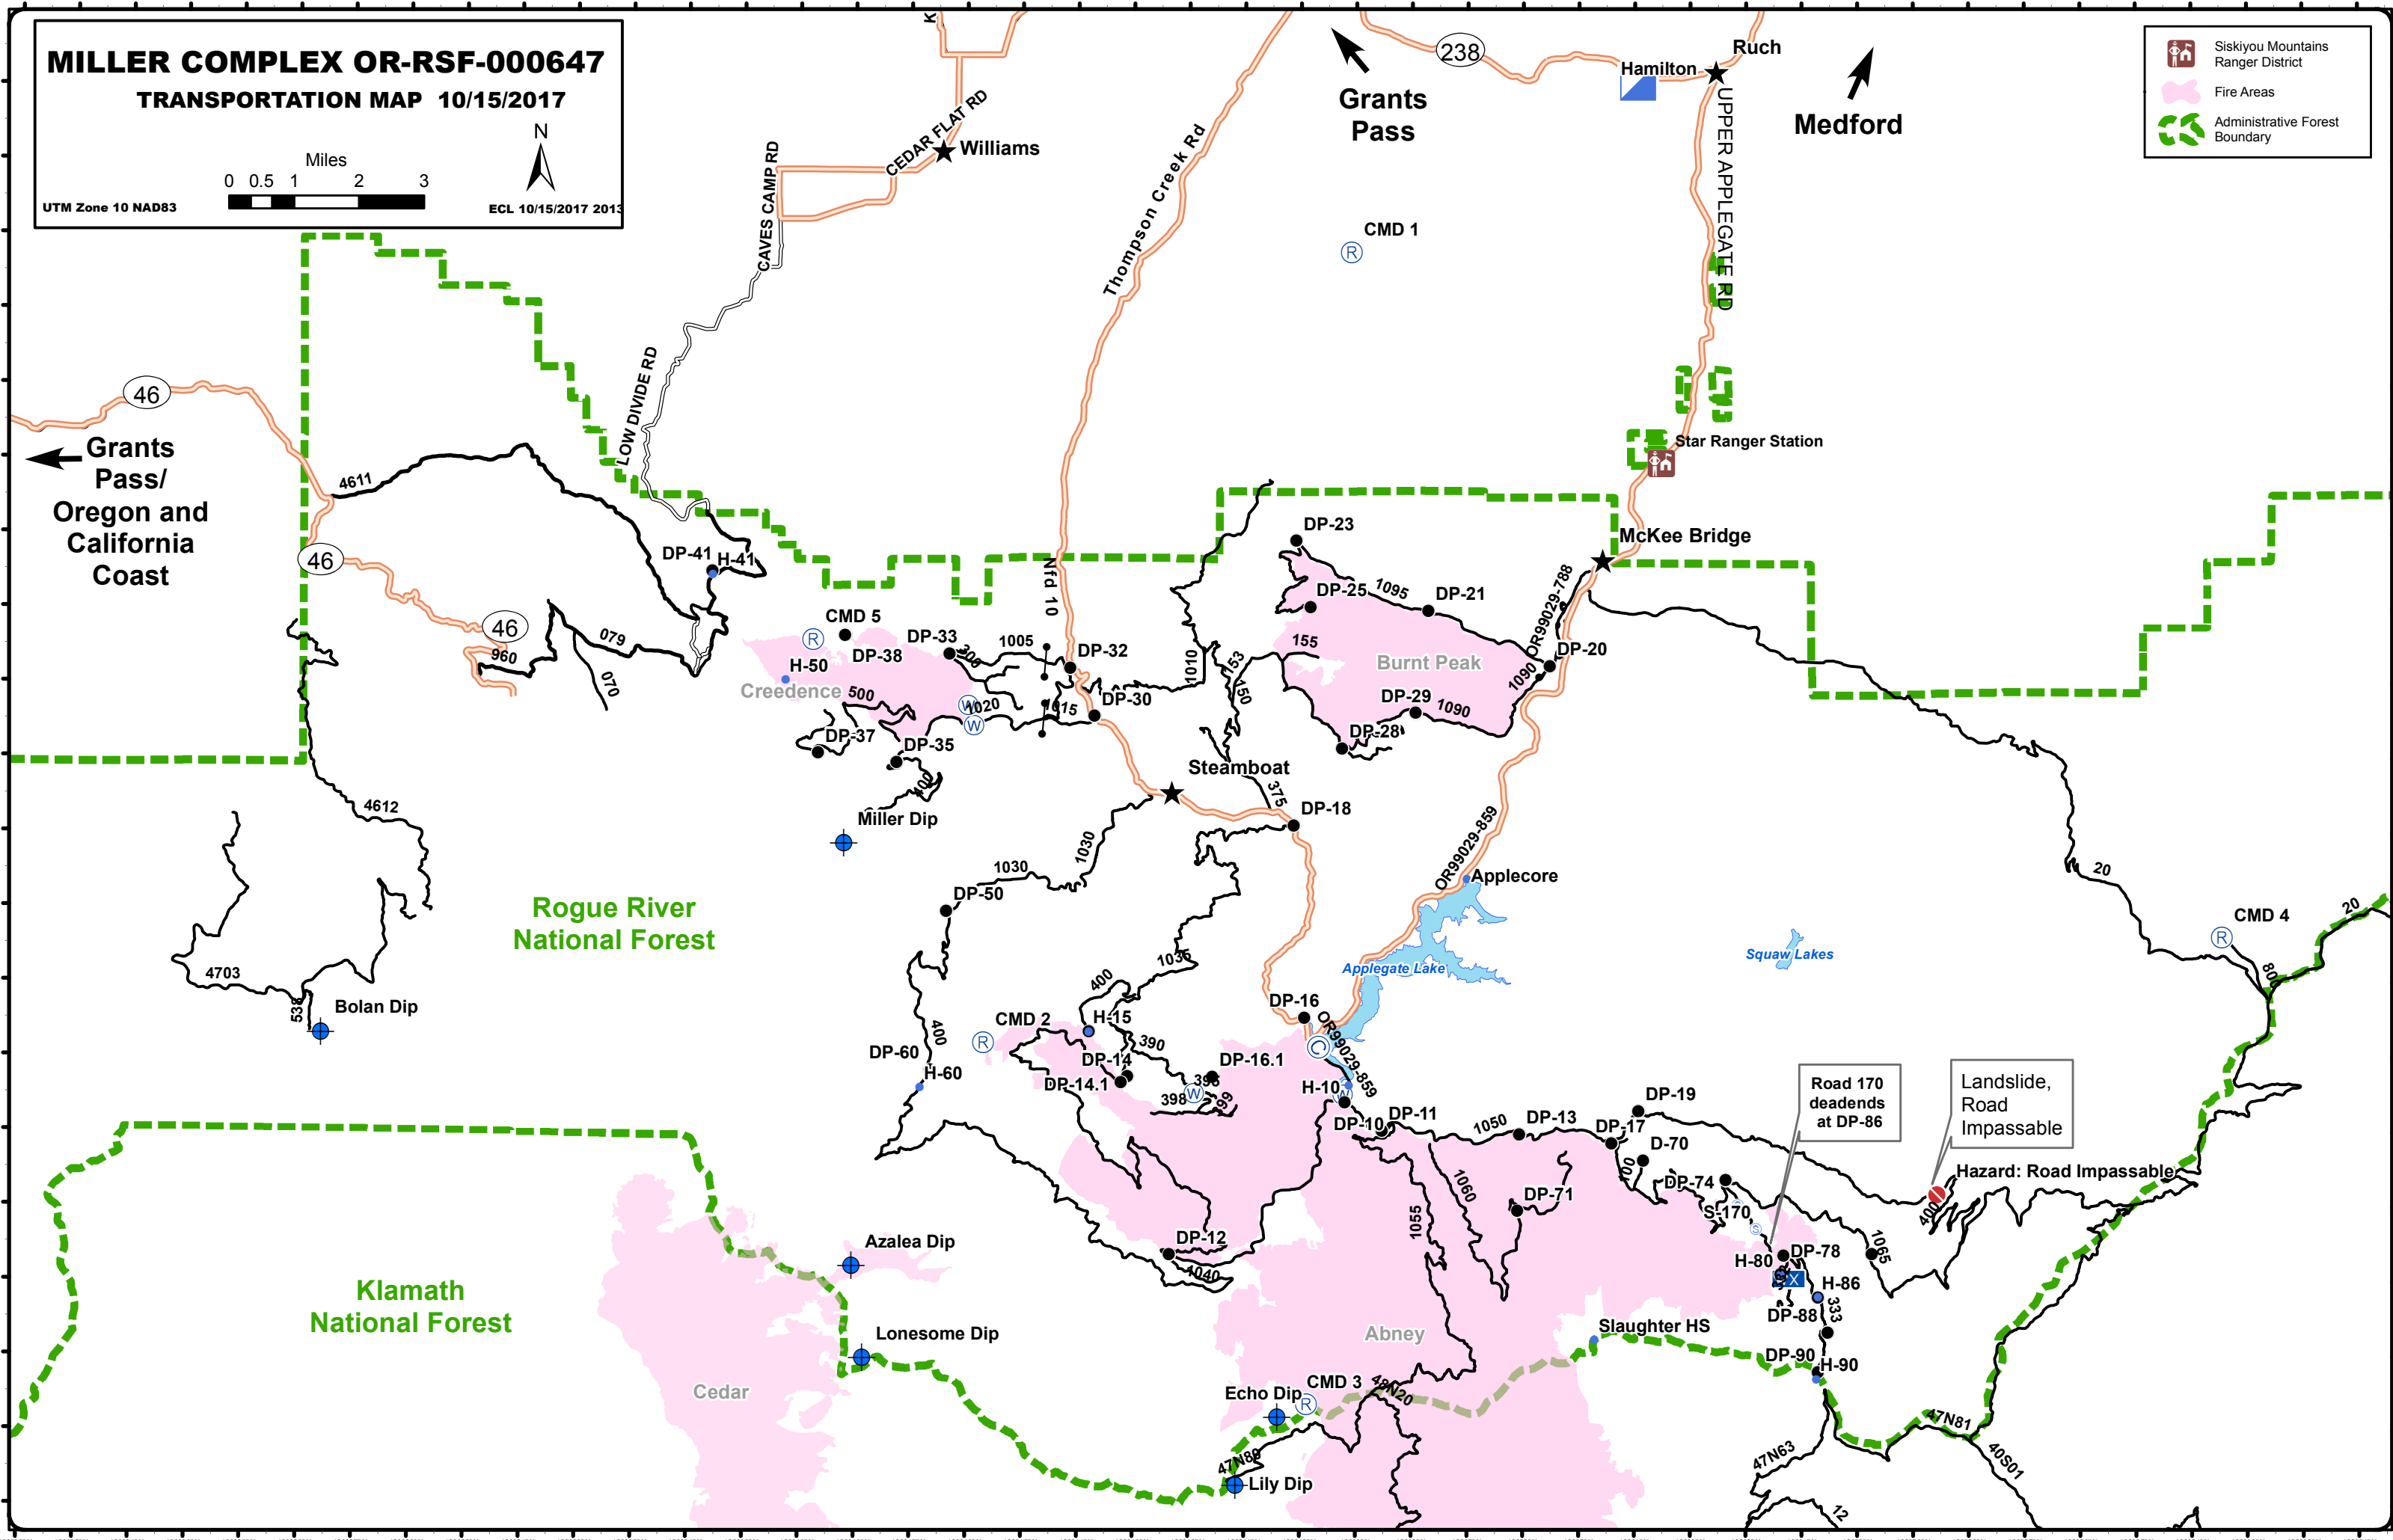 MILLER COMPLEX OR-RSF-000647
TRANSPORTATION MAP 10/15/2017
N
Miles
0 0.5 1 2 3
UTM Zone 10 NAD83
ECL 10/15/2017 2013
K
CEDAR FLAT RD
Williams
CAVES CAMP RD
LOW DIVIDE RD
Thompson Creek Rd
Grants
Pass
238
Hamilton
Ruch
UPPER APPLEGATE RD
Medford
Siskiyou Mountains
Ranger District
Fire Areas
Administrative Forest
Boundary
CMD 1
R
46
Grants
Pass/
Oregon and
California
Coast
46
46
4611
960
079
070
DP-41
H-41
Star Ranger Station
McKee Bridge
Nfd 10
DP-23
DP-25
1095
DP-21
OR99029-788
DP-20
1090
155
Burnt Peak
DP-29
1090
DP-28
153
150
1010
CMD 5
R
DP-38
DP-33
300
1005
DP-32
H-50
Creedence
500
W
W
1020
1015
DP-30
DP-37
DP-35
400
Miller Dip
Steamboat
375
DP-18
4612
1030
1030
DP-50
Rogue River
National Forest
OR99029-859
Applecore
Applegate Lake
Squaw Lakes
20
CMD 4
R
800
20
4703
538
Bolan Dip
1035
400
400
DP-16
C
OR99029-859
CMD 2
R
H-15
390
DP-14
DP-14.1
DP-16.1
W
398
399
DP-60
H-60
H-10
W
DP-10
DP-11
1050
DP-13
DP-17
DP-19
D-70
700
Road 170
deadends
at DP-86
Landslide,
Road
Impassable
Hazard: Road Impassable
400
DP-74
S
S-170
S
1060
1055
DP-71
1065
DP-12
1040
H-80
DP-78
X
H-86
333
DP-88
DP-90
H-90
Azalea Dip
Lonesome Dip
Klamath
National Forest
Cedar
Abney
Slaughter HS
Echo Dip
CMD 3
R
48N20
47N80
Lily Dip
47N81
47N63
40S01
12